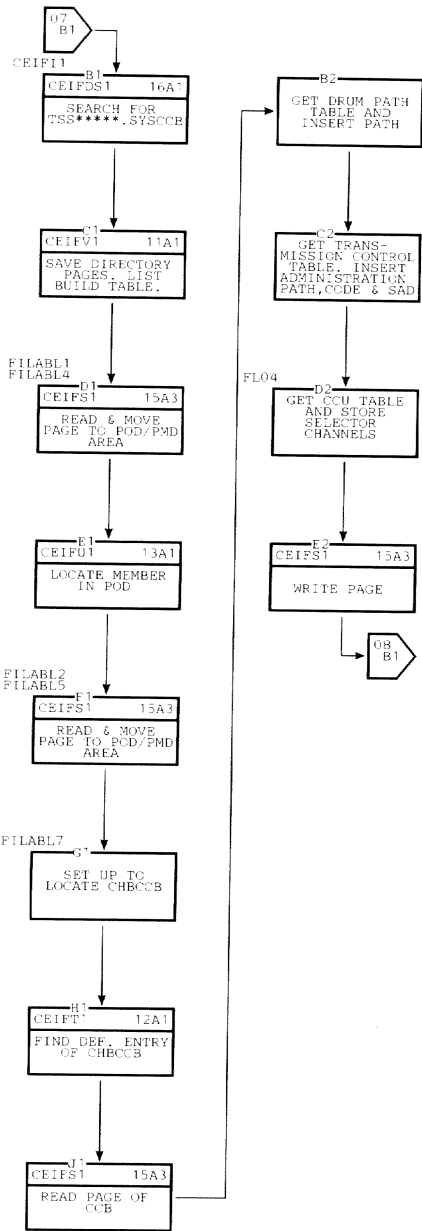 07
B1
CEIFI1
B1
CEIFDS1 16A1
SEARCH FOR
TSS*****.SYSCCB
C1
CEIFV1 11A1
SAVE DIRECTORY
PAGES. LIST
BUILD TABLE.
FILABL1
FILABL4
D1
CEIFS1 15A3
READ & MOVE
PAGE TO POD/PMD
AREA
E1
CEIFU1 13A1
LOCATE MEMBER
IN POD
FILABL2
FILABL5
F1
CEIFS1 15A3
READ & MOVE
PAGE TO POD/PMD
AREA
FILABL7
G1
SET UP TO
LOCATE CHBCCB
H1
CEIFT1 12A1
FIND DEF. ENTRY
OF CHBCCB
J1
CEIFS1 15A3
READ PAGE OF
CCB
B2
GET DRUM PATH
TABLE AND
INSERT PATH
C2
GET TRANS-
MISSION CONTROL
TABLE. INSERT
ADMINISTRATION
PATH,CODE & SAD
FL04
D2
GET CCU TABLE
AND STORE
SELECTOR
CHANNELS
E2
CEIFS1 15A3
WRITE PAGE
08
B1